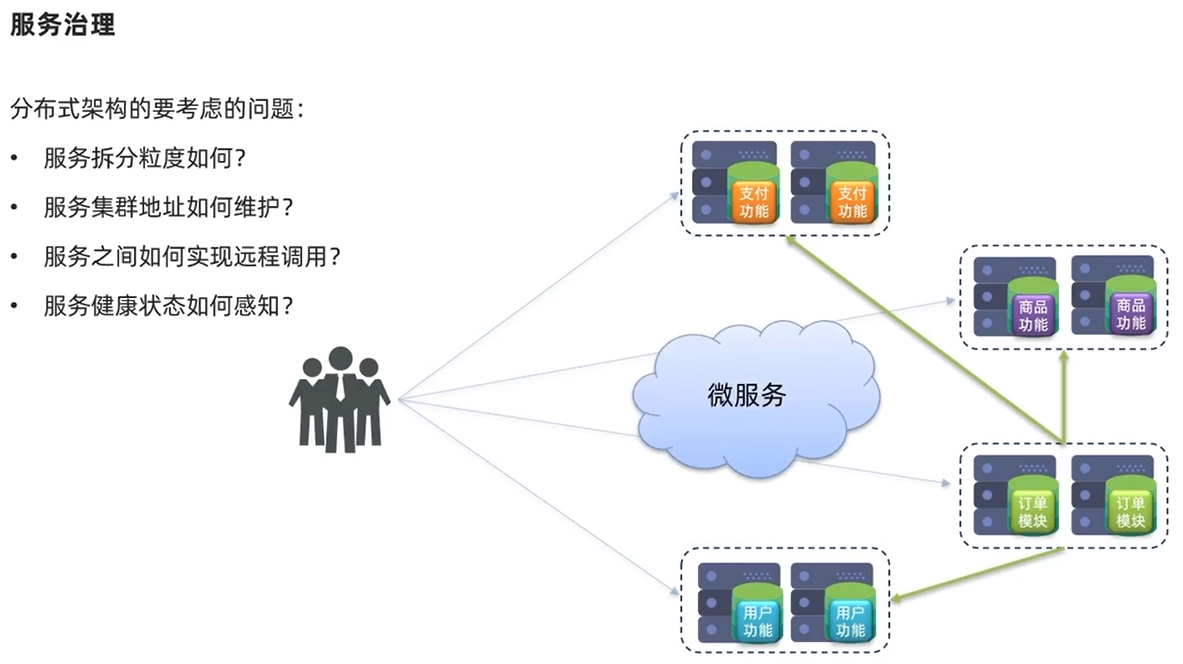 服务治理
分布式架构的要考虑的问题：
• 服务拆分粒度如何？
• 服务集群地址如何维护？
• 服务之间如何实现远程调用？
• 服务健康状态如何感知？
支付
功能
支付
功能
商品
功能
商品
功能
微服务
订单
模块
订单
模块
用户
功能
用户
功能